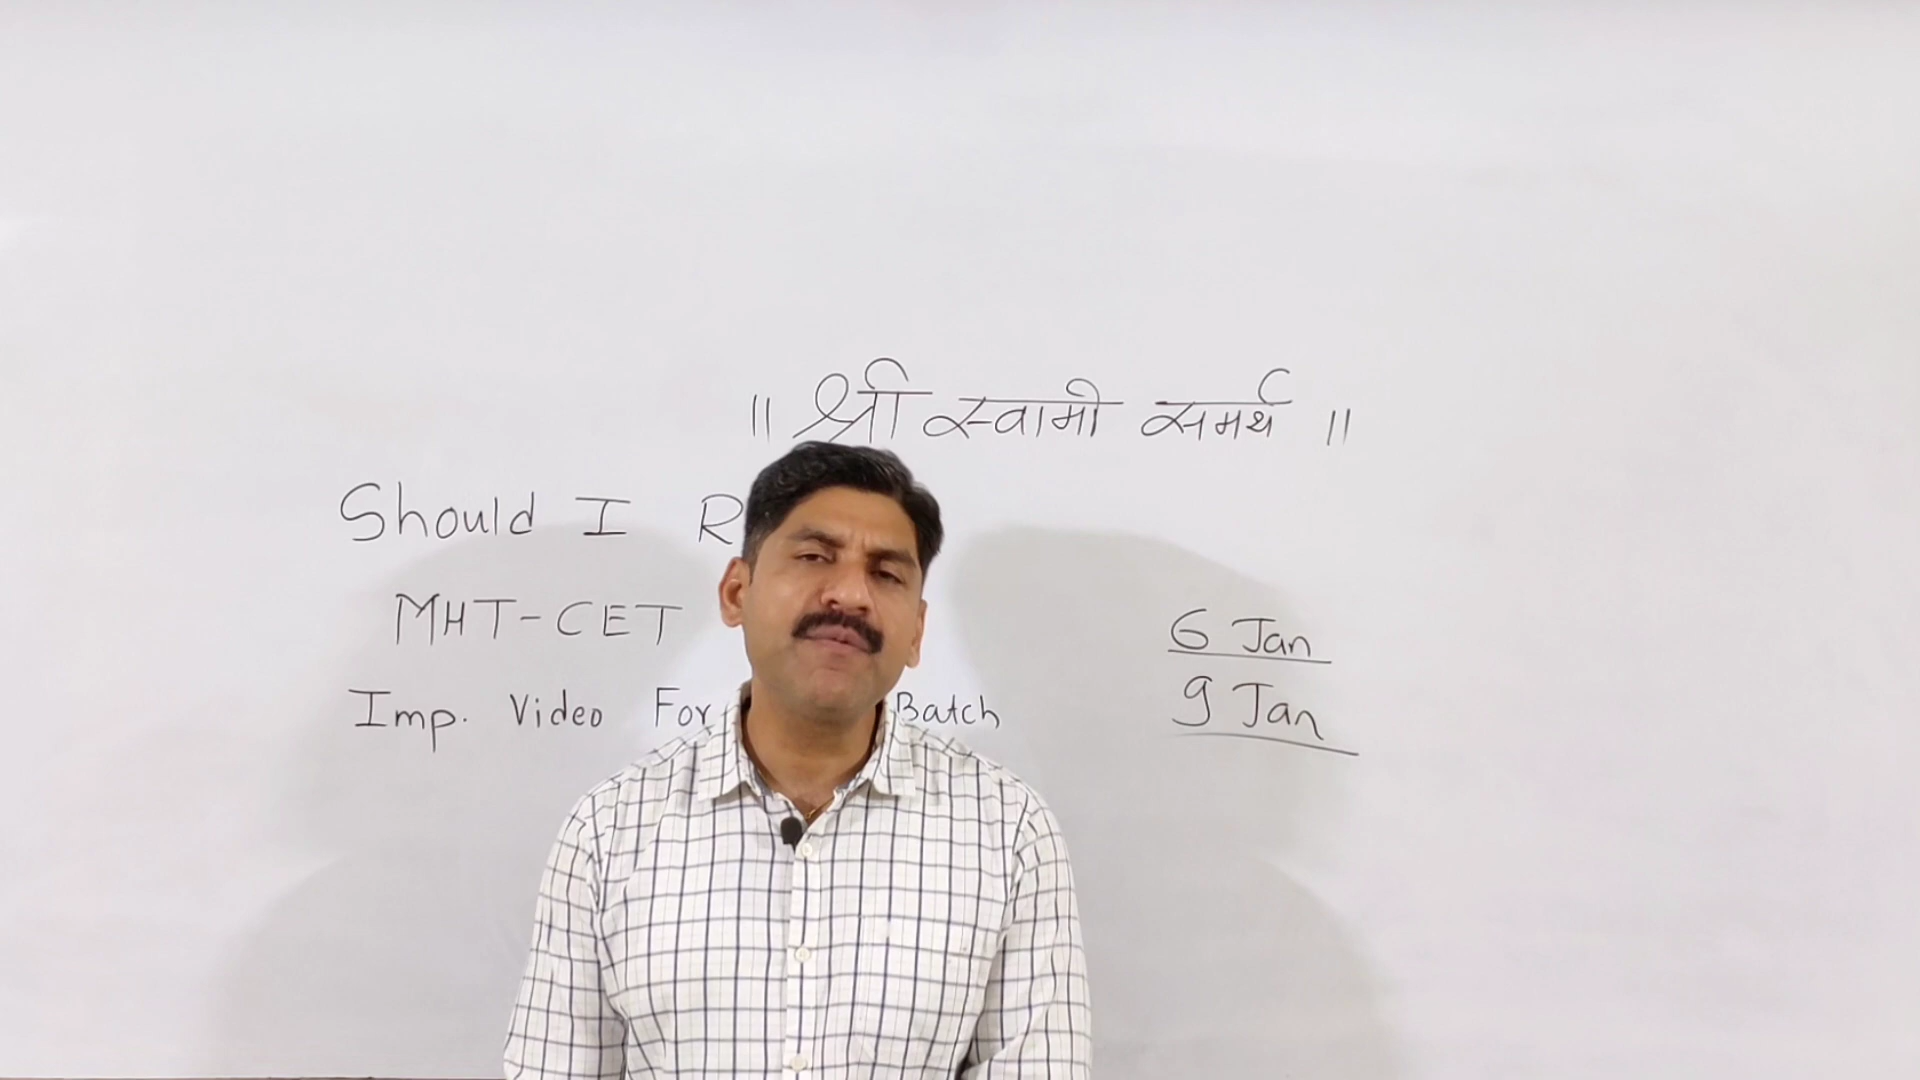 ॥ श्री स्वामी समर्थ ॥
Should I
MHT-CET
6 Jan
Imp. Video For Batch
9 Jan